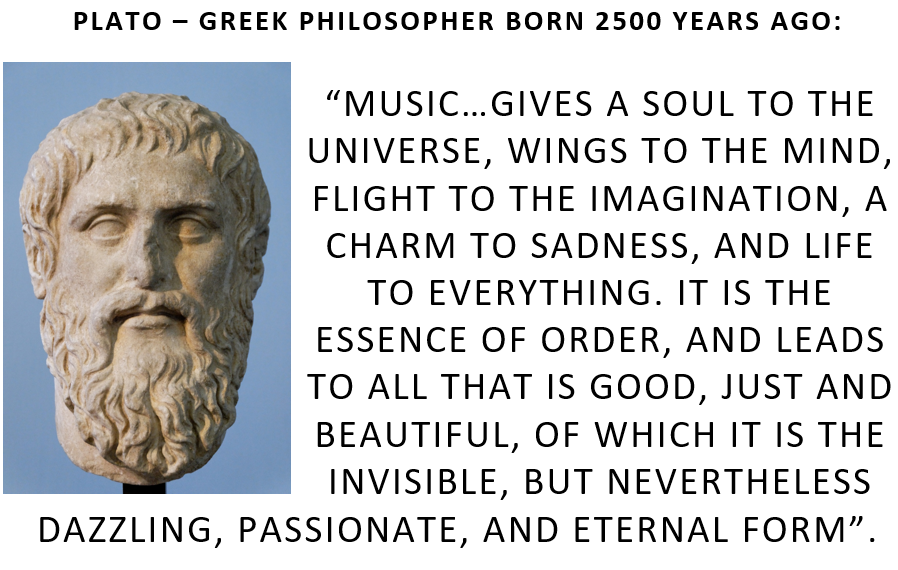 PLATO – GREEK PHILOSOPHER BORN 2500 YEARS AGO:
“MUSIC…GIVES A SOUL TO THE
UNIVERSE, WINGS TO THE MIND,
FLIGHT TO THE IMAGINATION, A
CHARM TO SADNESS, AND LIFE
TO EVERYTHING. IT IS THE
ESSENCE OF ORDER, AND LEADS
TO ALL THAT IS GOOD, JUST AND
BEAUTIFUL, OF WHICH IT IS THE
INVISIBLE, BUT NEVERTHELESS
DAZZLING, PASSIONATE, AND ETERNAL FORM”.